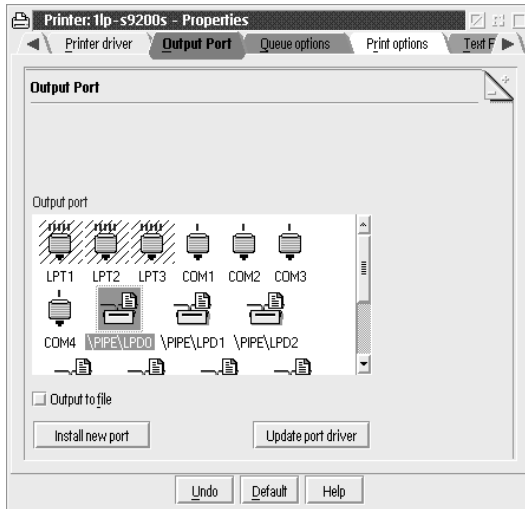 Printer: 1lp-s9200s - Properties
Printer driver Output Port Queue options Print options Text F
Output Port
Output port
LPT1 LPT2 LPT3 COM1 COM2 COM3
COM4 \PIPE\LPD0 \PIPE\LPD1 \PIPE\LPD2
Output to file
Install new port Update port driver
Undo Default Help